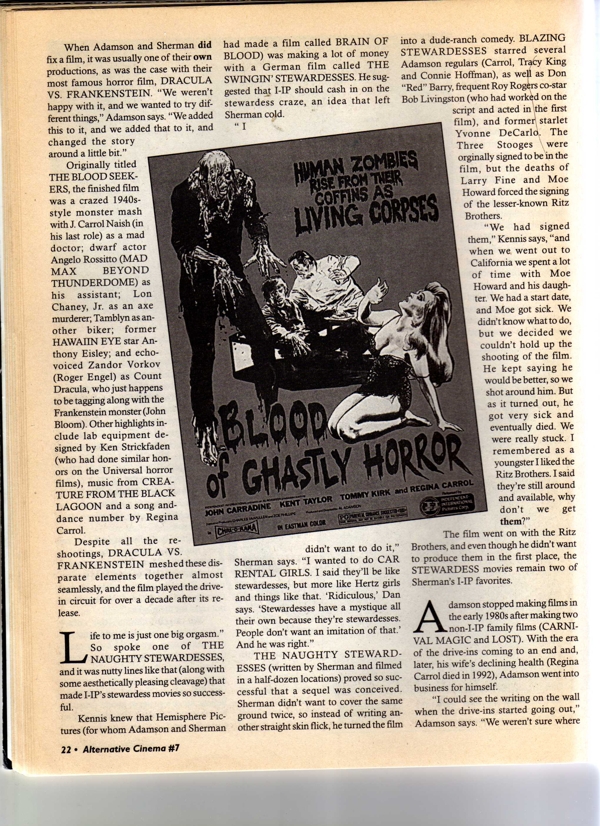 When Adamson and Sherman did
fix a film, it was usually one of their own
productions, as was the case with their
most famous horror film, DRACULA
VS. FRANKENSTEIN. “We weren't
happy with it, and we wanted to try dif-
ferent things,” Adamson says. “We added
this to it, and we added that to it, and
changed the story
around a little bit.”
Originally titled
THE BLOOD SEEK-
ERS, the finished film
was a crazed 1940s-
style monster mash
with J. Carrol Naish (in
his last role) as a mad
doctor; dwarf actor
Angelo Rossitto (MAD
MAX BEYOND
THUNDERDOME) as
his assistant; Lon
Chaney, Jr. as an axe
murderer; Tamblyn as an-
other biker; former
HAWAIIN EYE star An-
thony Eisley; and echo-
voiced Zandor Vorkov
(Roger Engel) as Count
Dracula, who just happens
to be tagging along with the
Frankenstein monster (John
Bloom). Other highlights in-
clude lab equipment de-
signed by Ken Strickfaden
(who had done similar hon-
ors on the Universal horror
films), music from CREA-
TURE FROM THE BLACK
LAGOON and a song and-
dance number by Regina
Carrol.
Despite all the re-
shootings, DRACULA VS.
FRANKENSTEIN meshed these dis-
parate elements together almost
seamlessly, and the film played the drive-
in circuit for over a decade after its re-
lease.
Life to me is just one big orgasm.”
So spoke one of THE
NAUGHTY STEWARDESSES,
and it was nutty lines like that (along with
some aesthetically pleasing cleavage) that
made I-IP's stewardess movies so success-
ful.
Kennis knew that Hemisphere Pic-
tures (for whom Adamson and Sherman
had made a film called BRAIN OF
BLOOD) was making a lot of money
with a German film called THE
SWINGIN' STEWARDESSES. He sug-
gested that I-IP should cash in on the
stewardess craze, an idea that left
Sherman cold.
“ I
HUMAN ZOMBIES
RISE FROM THEIR
COFFINS AS
LIVING CORPSES
BLOOD
of GHASTLY HORROR
JOHN CARRADINE KENT TAYLOR TOMMY KIRK and REGINA CARROL
IN EASTMAN COLOR
INDEPENDENT
INTERNATIONAL
didn't want to do it,”
Sherman says. “I wanted to do CAR
RENTAL GIRLS. I said they'll be like
stewardesses, but more like Hertz girls
and things like that. ‘Ridiculous,’ Dan
says. ‘Stewardesses have a mystique all
their own because they're stewardesses.
People don't want an imitation of that.’
And he was right.”
THE NAUGHTY STEWARD-
ESSES (written by Sherman and filmed
in a half-dozen locations) proved so suc-
cessful that a sequel was conceived.
Sherman didn't want to cover the same
ground twice, so instead of writing an-
other straight skin flick, he turned the film
into a dude-ranch comedy. BLAZING
STEWARDESSES starred several
Adamson regulars (Carrol, Tracy King
and Connie Hoffman), as well as Don
“Red” Barry, frequent Roy Rogers co-star
Bob Livingston (who had worked on the
script and acted in the first
film), and former starlet
Yvonne DeCarlo. The
Three Stooges were
orginally signed to be in the
film, but the deaths of
Larry Fine and Moe
Howard forced the signing
of the lesser-known Ritz
Brothers.
“We had signed
them,” Kennis says, “and
when we went out to
California we spent a lot
of time with Moe
Howard and his daugh-
ter. We had a start date,
and Moe got sick. We
didn't know what to do,
but we decided we
couldn't hold up the
shooting of the film.
He kept saying he
would be better, so we
shot around him. But
as it turned out, he
got very sick and
eventually died. We
were really stuck. I
remembered as a
youngster I liked the
Ritz Brothers. I said
they're still around
and available, why
don't we get
them?”
The film went on with the Ritz
Brothers, and even though he didn't want
to produce them in the first place, the
STEWARDESS movies remain two of
Sherman's I-IP favorites.
Adamson stopped making films in
the early 1980s after making two
non-I-IP family films (CARNI-
VAL MAGIC and LOST). With the era
of the drive-ins coming to an end and,
later, his wife's declining health (Regina
Carrol died in 1992), Adamson went into
business for himself.
“I could see the writing on the wall
when the drive-ins started going out,”
Adamson says. “We weren't sure where
22 • Alternative Cinema #7